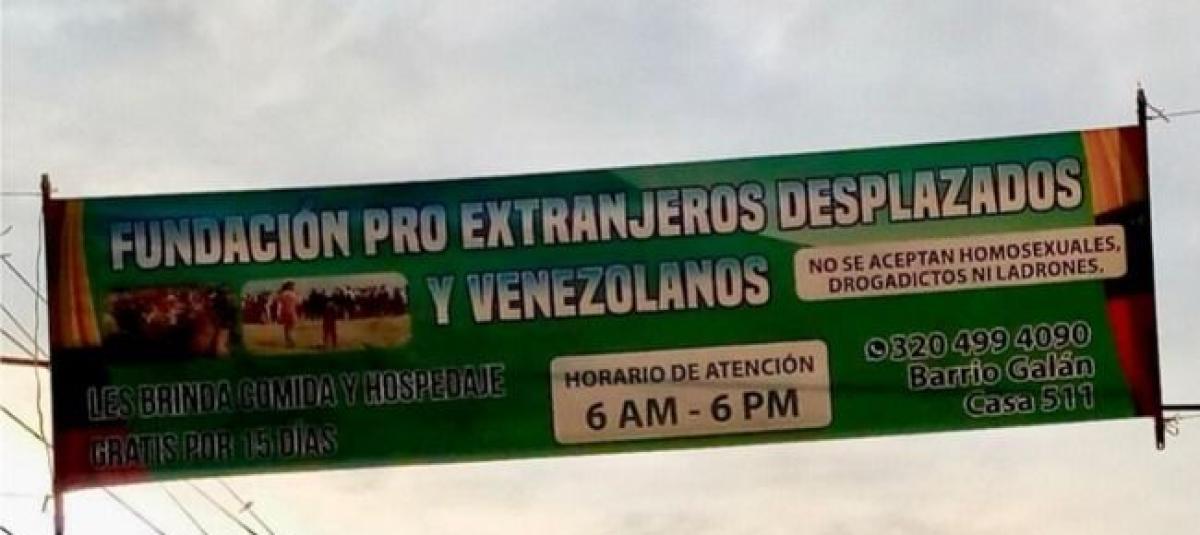 FUNDACIÓN PRO EXTRANJEROS DESPLAZADOS
Y VENEZOLANOS
NO SE ACEPTAN HOMOSEXUALES,
DROGADICTOS NI LADRONES.
LES BRINDA COMIDA Y HOSPEDAJE
GRATIS POR 15 DÍAS
HORARIO DE ATENCIÓN
6 AM - 6 PM
320 499 4090
Barrio Galán
Casa 511